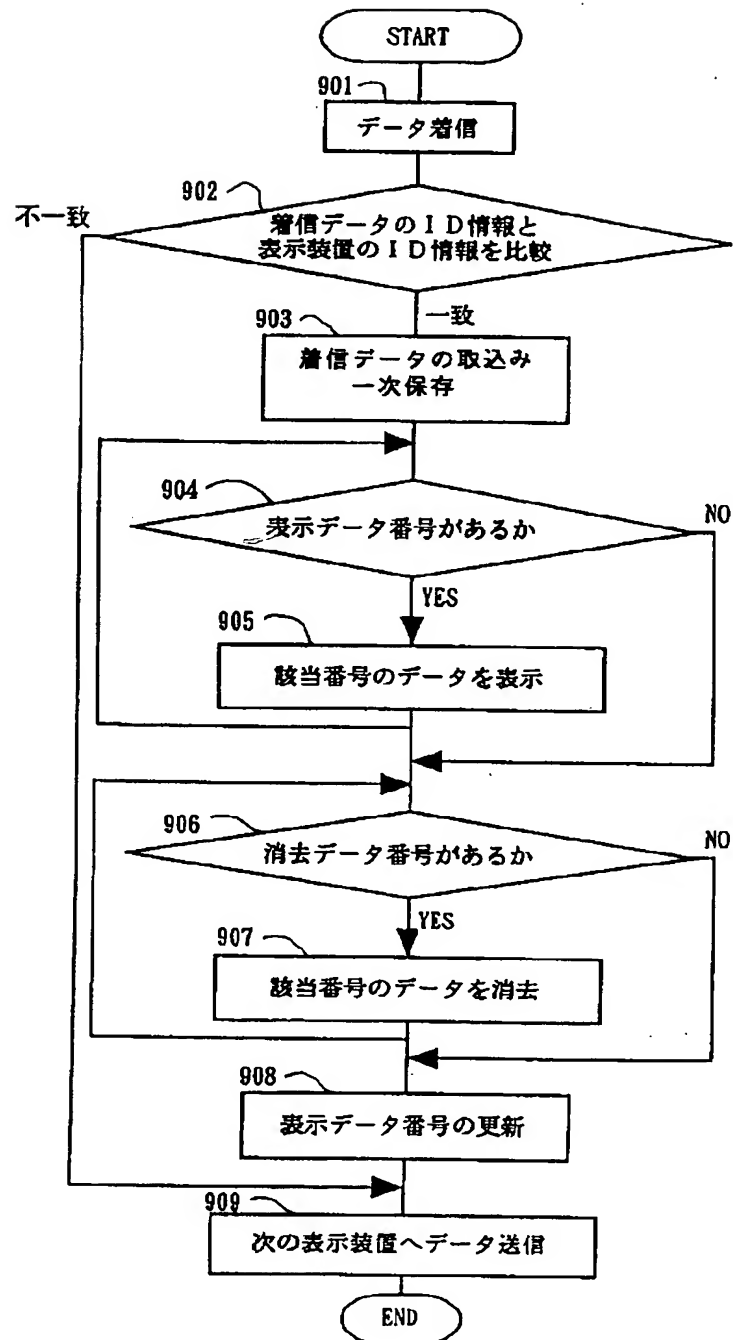 START
901
データ着信
902
不一致
着信データのＩＤ情報と
表示装置のＩＤ情報を比較
一致
903
着信データの取込み
一次保存
904
表示データ番号があるか
NO
YES
905
該当番号のデータを表示
906
消去データ番号があるか
NO
YES
907
該当番号のデータを消去
908
表示データ番号の更新
909
次の表示装置へデータ送信
END